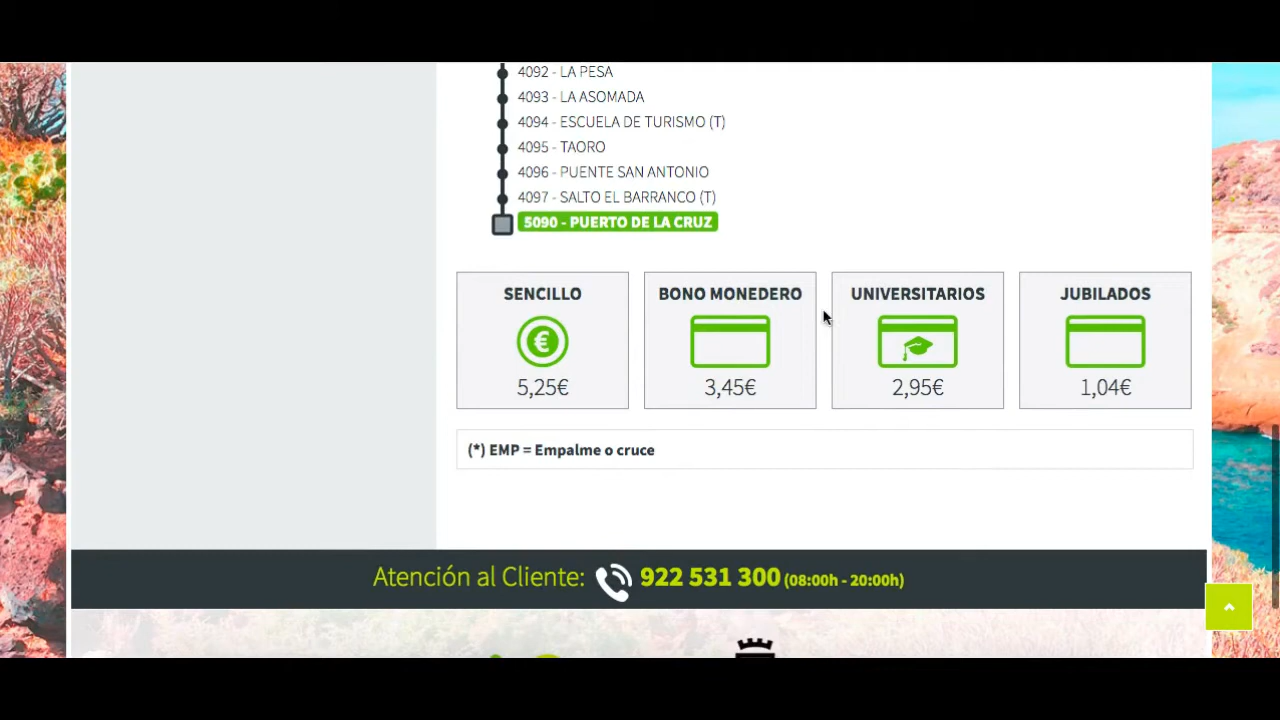 4092 - LA PESA
4093 - LA ASOMADA
4094 - ESCUELA DE TURISMO (T)
4095 - TAORO
4096 - PUENTE SAN ANTONIO
4097 - SALTO EL BARRANCO (T)
5090 - PUERTO DE LA CRUZ
SENCILLO
€
5,25€
BONO MONEDERO
3,45€
UNIVERSITARIOS
2,95€
JUBILADOS
1,04€
(*) EMP = Empalme o cruce
Atención al Cliente: 922 531 300 (08:00h - 20:00h)